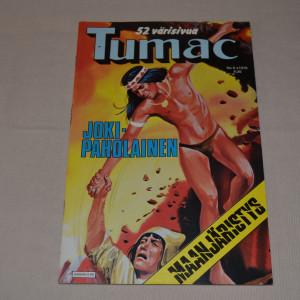 52 värisivua
Tumac
JOKI-
PAHOLAINEN
MAANJÄRISTYS